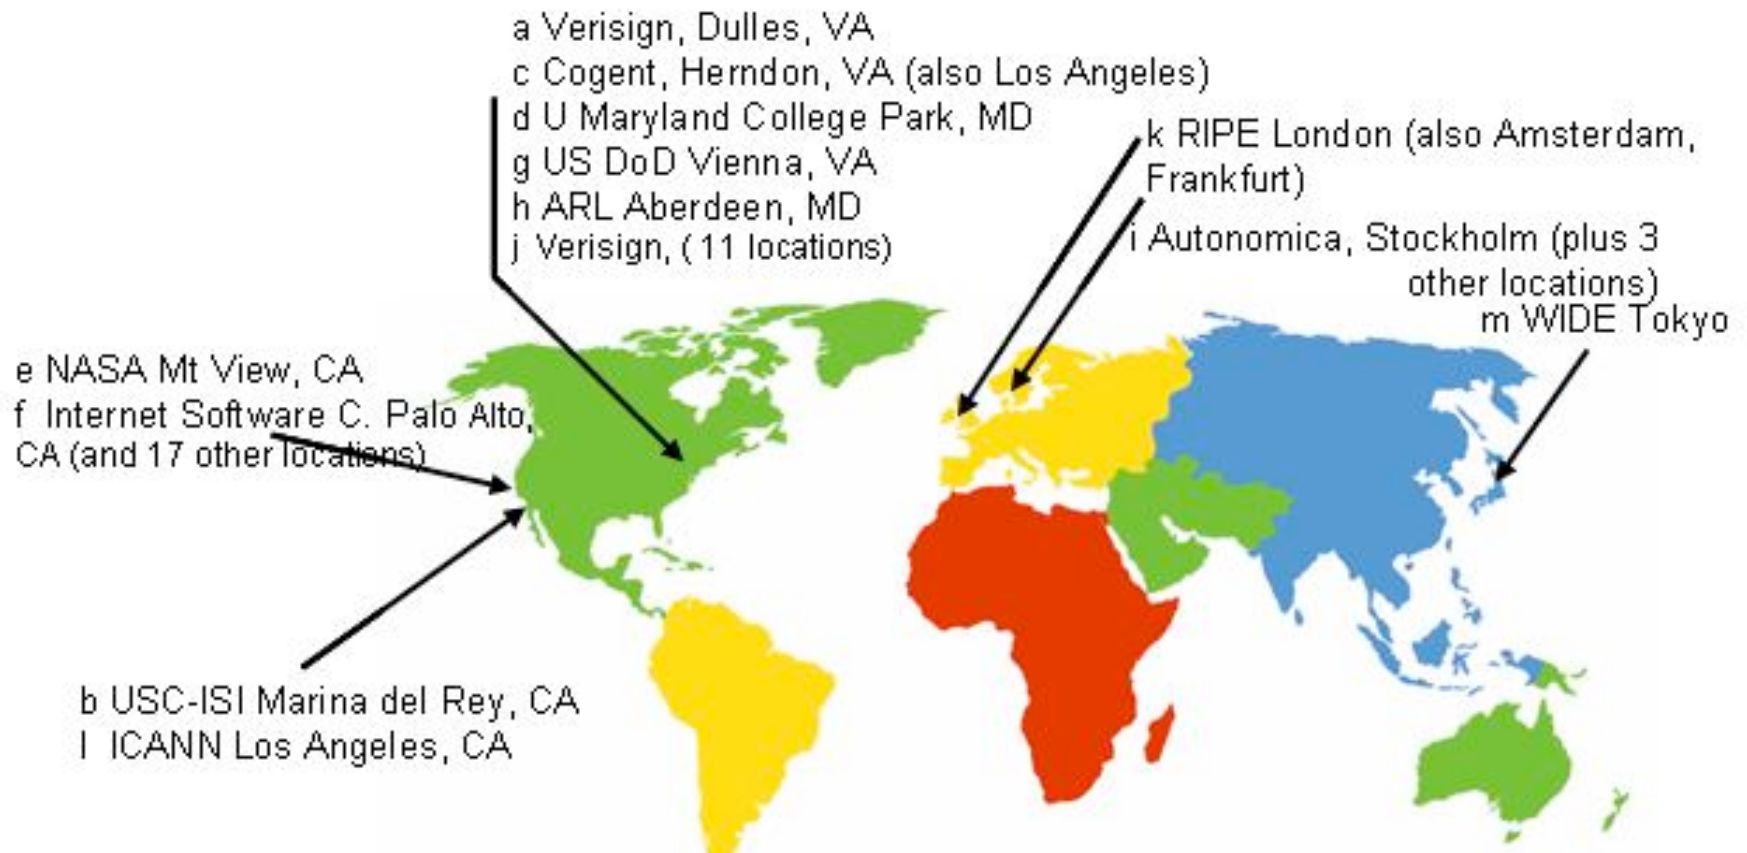 a Verisign, Dulles, VA
c Cogent, Herndon, VA (also Los Angeles)
d U Maryland College Park, MD
g US DoD Vienna, VA
h ARL Aberdeen, MD
j Verisign, ( 11 locations)
k RIPE London (also Amsterdam,
Frankfurt)
i Autonomica, Stockholm (plus 3
other locations)
m WIDE Tokyo
e NASA Mt View, CA
f Internet Software C. Palo Alto,
CA (and 17 other locations)
b USC-ISI Marina del Rey, CA
l ICANN Los Angeles, CA